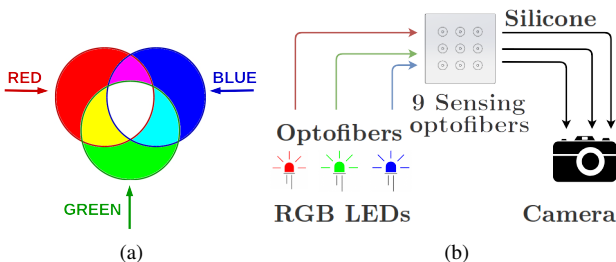 RED
BLUE
GREEN
(a)
Silicone
9 Sensing
optofibers
Optofibers
RGB LEDs
Camera
(b)